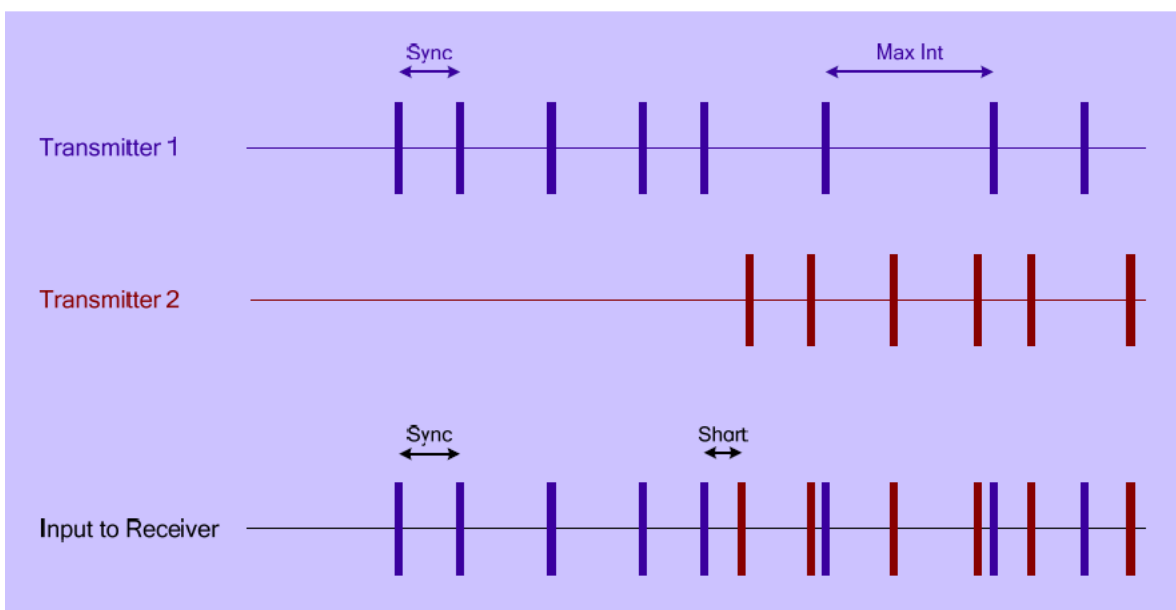 Sync
Max Int
Transmitter 1
Transmitter 2
Sync
Short
Input to Receiver